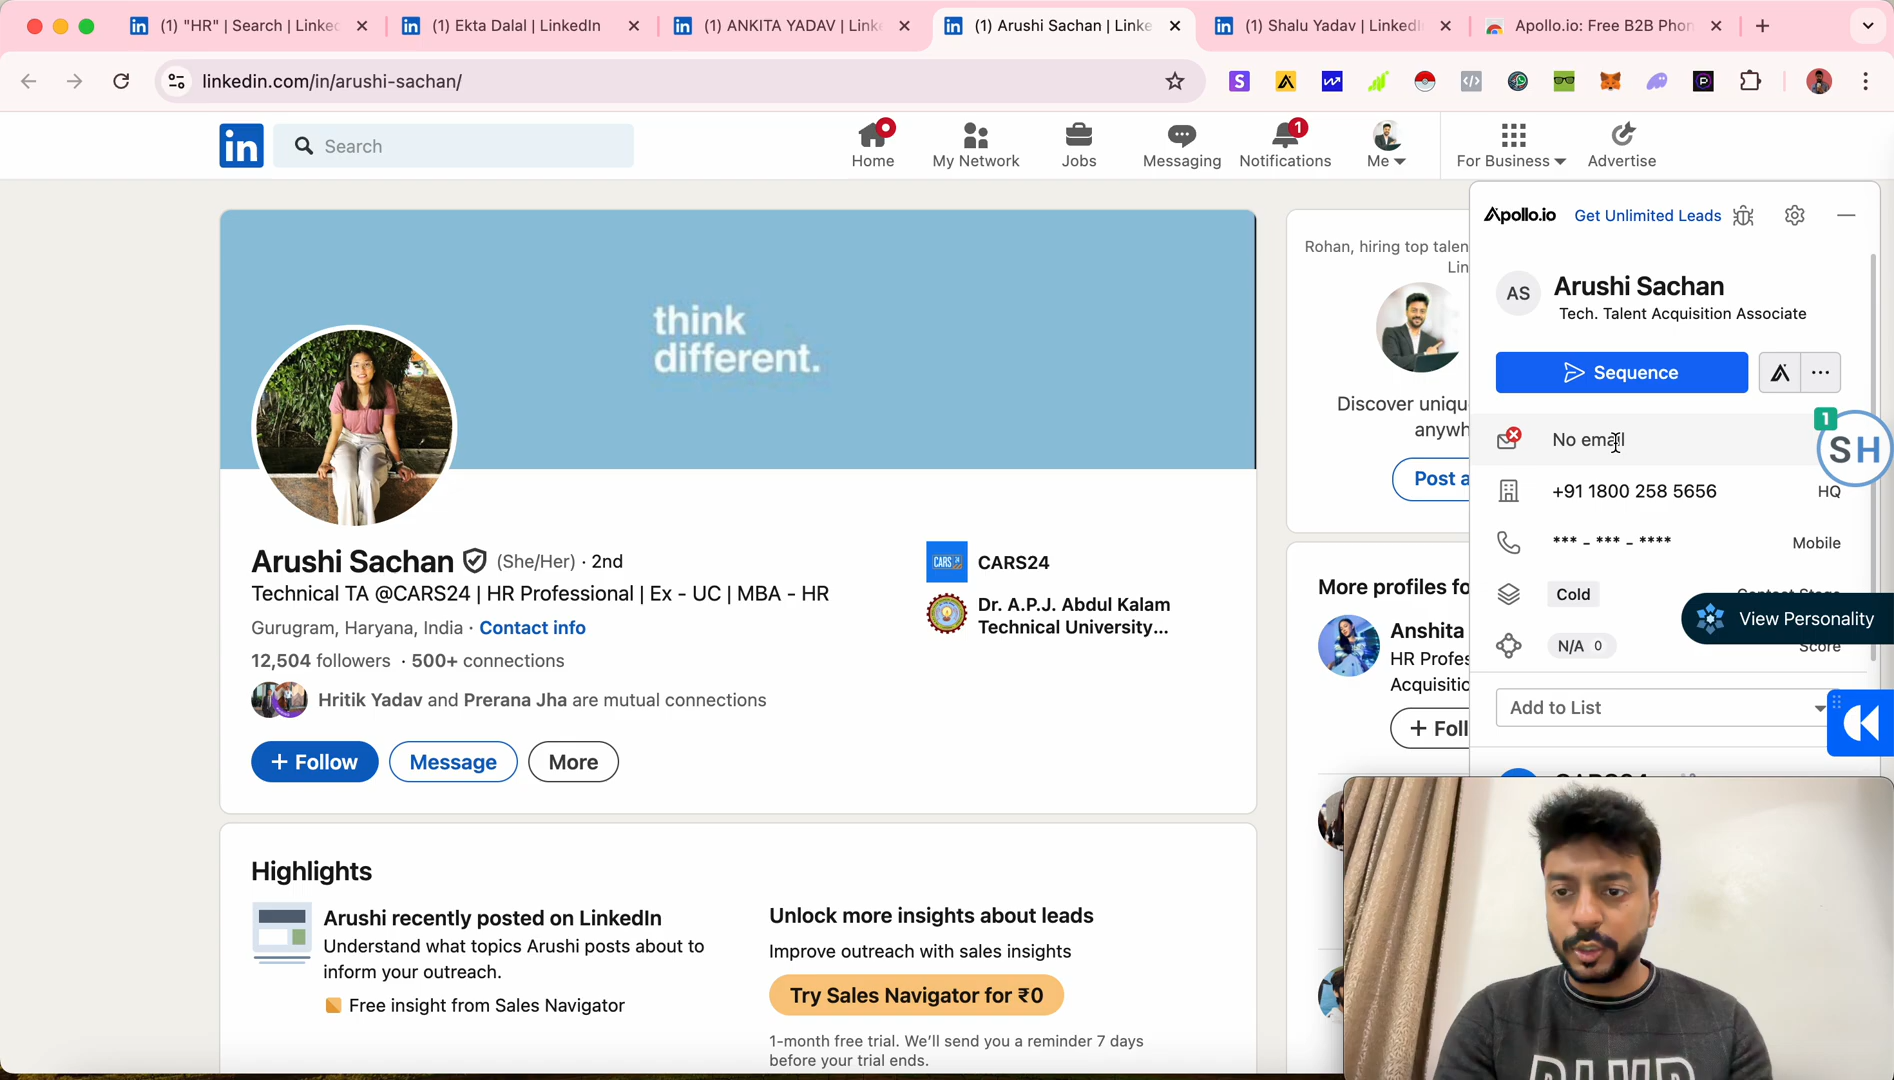 (1) "HR" | Search | Linked
(1) Ekta Dalal | LinkedIn
(1) ANKITA YADAV | Linke
(1) Arushi Sachan | Linke
(1) Shalu Yadav | LinkedI
Apollo.io: Free B2B Phon
linkedin.com/in/arushi-sachan/
Search
Home
My Network
Jobs
Messaging
1
Notifications
Me
For Business
Advertise
think
different.
Arushi Sachan (She/Her) · 2nd
Technical TA @CARS24 | HR Professional | Ex - UC | MBA - HR
Gurugram, Haryana, India · Contact info
12,504 followers · 500+ connections
Hritik Yadav and Prerana Jha are mutual connections
+ Follow
Message
More
CARS24
Dr. A.P.J. Abdul Kalam
Technical University...
Highlights
Arushi recently posted on LinkedIn
Understand what topics Arushi posts about to
inform your outreach.
Free insight from Sales Navigator
Unlock more insights about leads
Improve outreach with sales insights
Try Sales Navigator for ₹0
1-month free trial. We'll send you a reminder 7 days
before your trial ends.
Rohan, hiring top talen
Lin
Discover uniqu
anywh
Post a
More profiles fo
Anshita
HR Profes
Acquisitio
+ Foll
Apollo.io
Get Unlimited Leads
AS
Arushi Sachan
Tech. Talent Acquisition Associate
Sequence
No email
1
SH
+91 1800 258 5656
HQ
*** - *** - ****
Mobile
Cold
Contact Stage
View Personality
N/A 0
Score
Add to List
CARS24